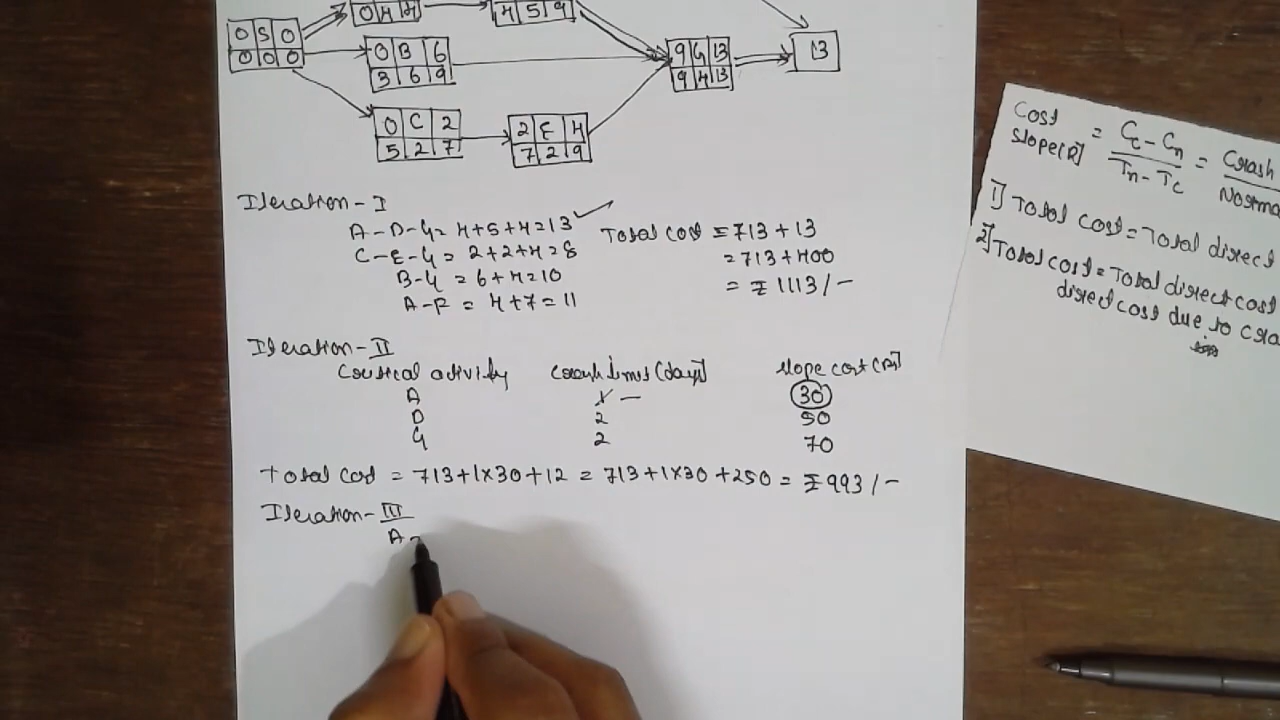 0 4 4
4 5 9
0 S 0
0 0 0
0 B 6
3 6 9
9 G 13
9 4 13
13
0 C 2
5 2 7
2 E 4
7 2 9
Iteration - I
A - D - G = 4 + 5 + 4 = 13 ✓
C - E - G = 2 + 2 + 4 = 8
B - G = 6 + 4 = 10
A - F = 4 + 7 = 11
Total cost = 713 + 13
= 713 + 400
= ₹ 1113 / -
Iteration - II
Critical activity Crash times [days] slope cost [Rs]
A 1 - 30
D 2 50
G 2 70
Total cost = 713 + 1 x 30 + 12 = 713 + 1 x 30 + 250 = ₹ 993 / -
Iteration - III
A -
Cost slope [Rs] = Cc - Cn / Tn - Tc = Crash / Normal
1] Total cost = Total direct
2] Total cost = Total direct cost
direct cost due to cra